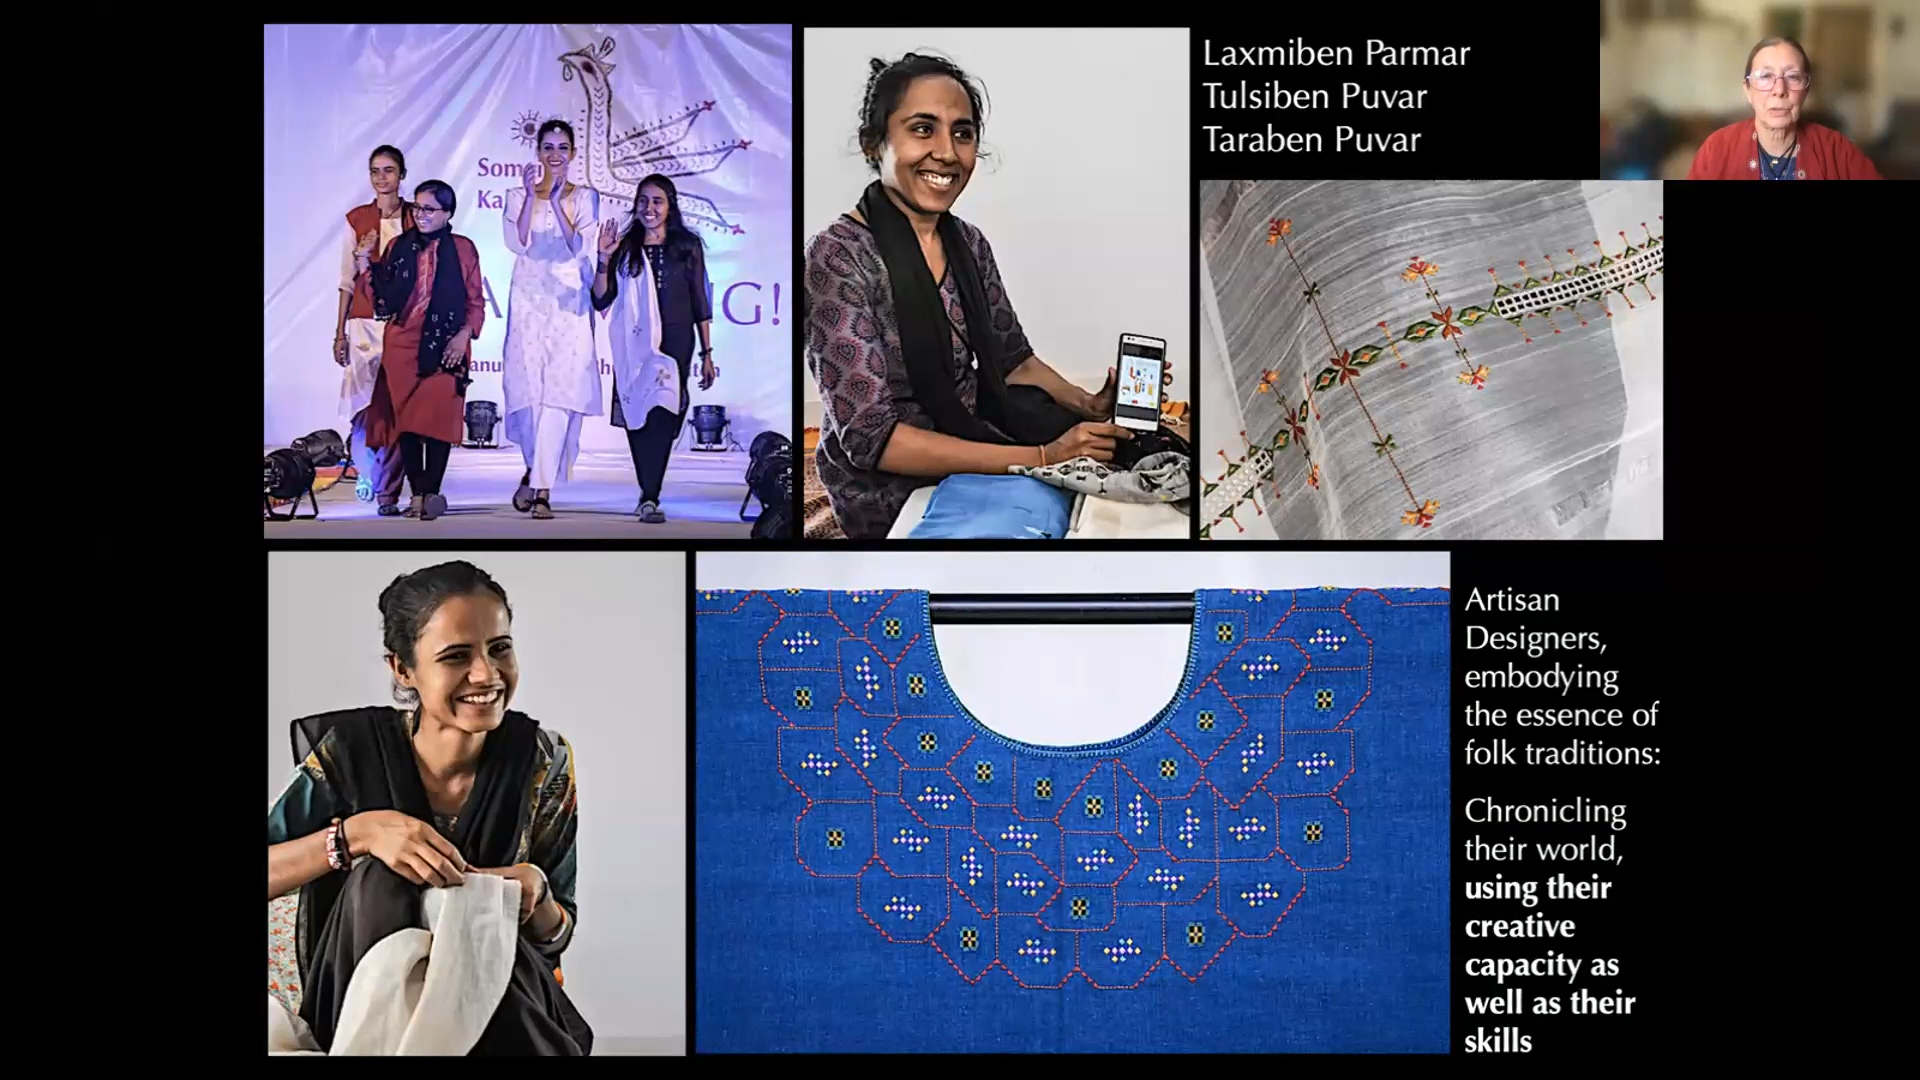 Laxmiben Parmar
Tulsiben Puvar
Taraben Puvar
Artisan
Designers,
embodying
the essence of
folk traditions:
Chronicling
their world,
using their
creative
capacity as
well as their
skills